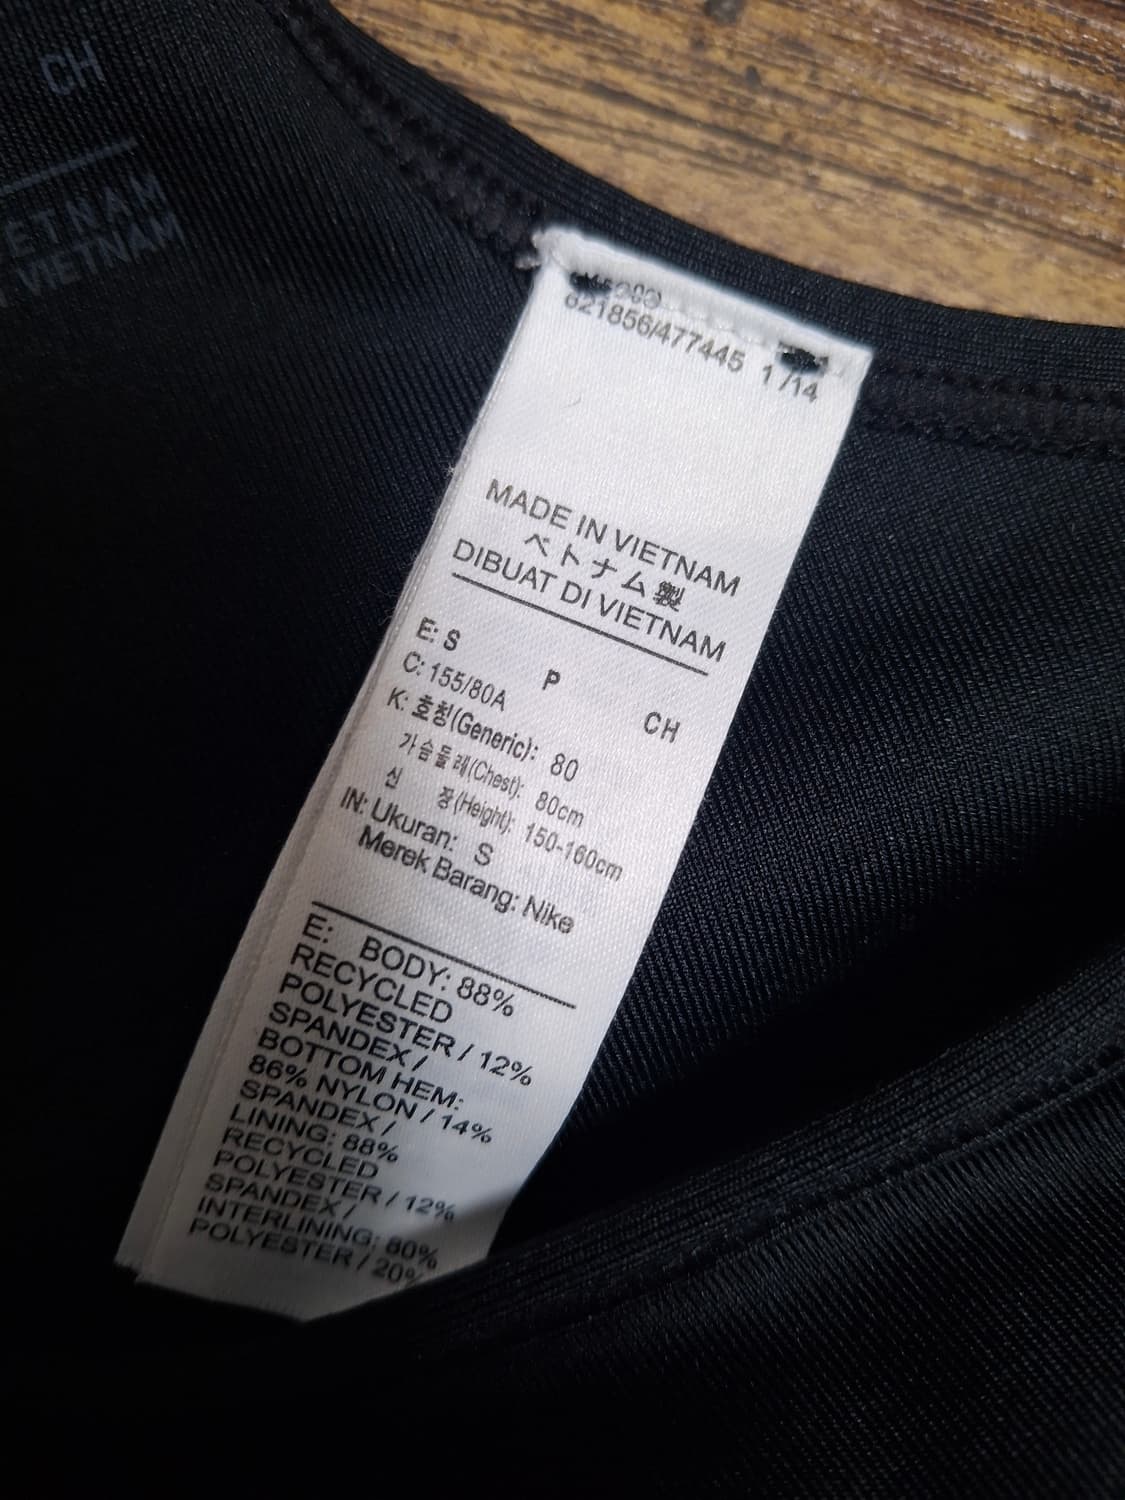 CH
ETNAM
VIETNAM
621856/477445 1/14
MADE IN VIETNAM
ベトナム製
DIBUAT DI VIETNAM
E: S P CH
C: 155/80A
K: 호칭(Generic): 80
가슴둘레(Chest): 80cm
신 장(Height): 150-160cm
IN: Ukuran: S
Merek Barang: Nike
E: BODY: 88%
RECYCLED
POLYESTER / 12%
SPANDEX /
BOTTOM HEM:
86% NYLON / 14%
SPANDEX /
LINING: 88%
RECYCLED
POLYESTER / 12%
SPANDEX /
INTERLINING: 80%
POLYESTER / 20%